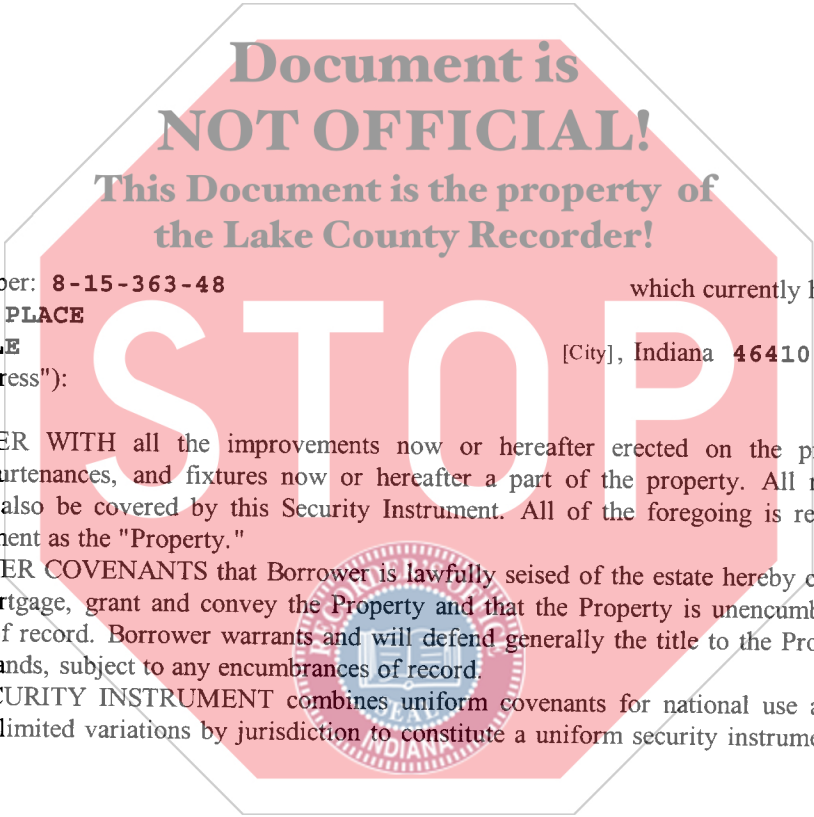 Document is
NOT OFFICIAL!
This Document is the property of
the Lake County Recorder!
ber: 8-15-363-48 which currently h
PLACE
LE [City], Indiana 46410
ress"):
STOP
ER WITH all the improvements now or hereafter erected on the p
urtenances, and fixtures now or hereafter a part of the property. All r
also be covered by this Security Instrument. All of the foregoing is re
ent as the "Property."
ER COVENANTS that Borrower is lawfully seised of the estate hereby c
rtgage, grant and convey the Property and that the Property is unencumb
f record. Borrower warrants and will defend generally the title to the Pro
ands, subject to any encumbrances of record.
CURITY INSTRUMENT combines uniform covenants for national use a
limited variations by jurisdiction to constitute a uniform security instrume
SEAL
INDIANA